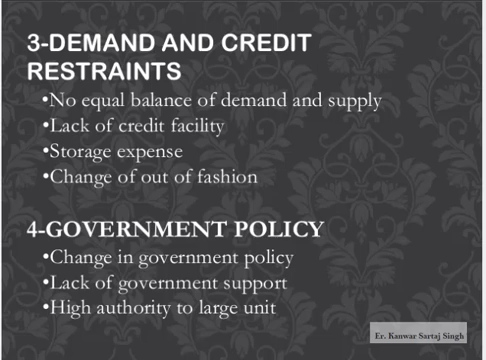 3-DEMAND AND CREDIT
RESTRAINTS
•No equal balance of demand and supply
•Lack of credit facility
•Storage expense
•Change of out of fashion
4-GOVERNMENT POLICY
•Change in government policy
•Lack of government support
•High authority to large unit
Er. Kanwar Sartaj Singh